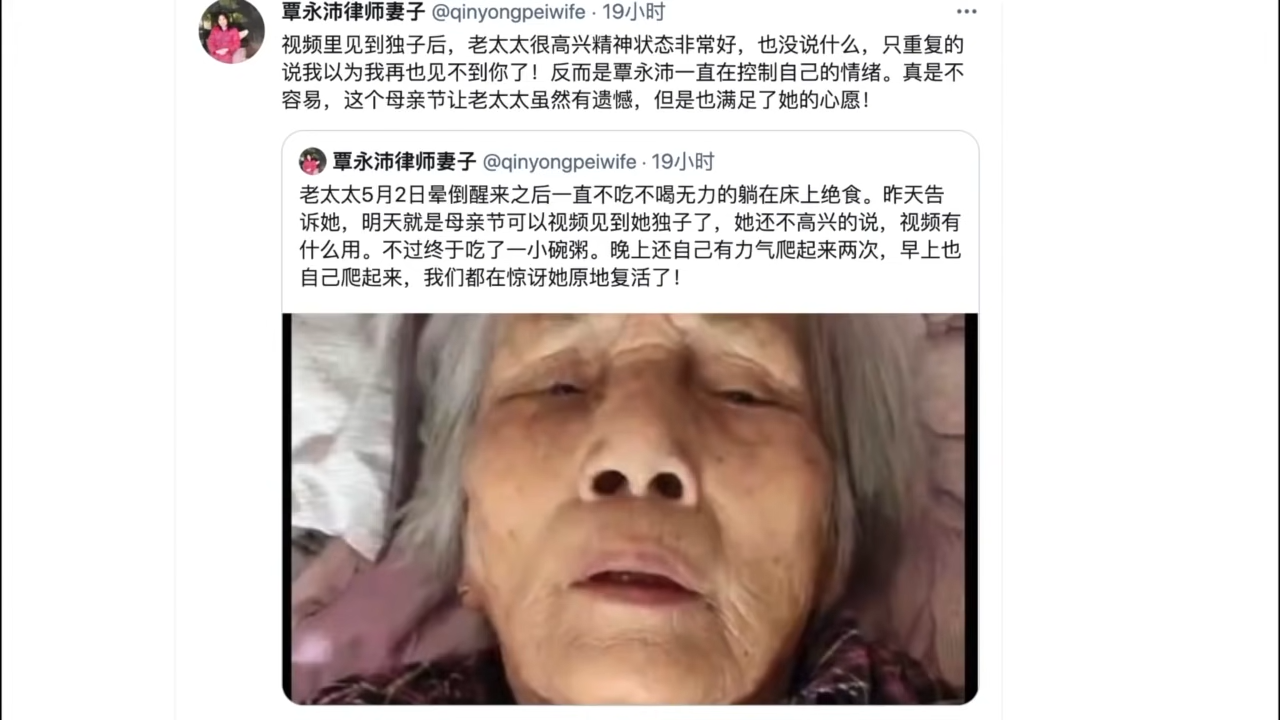 覃永沛律师妻子 @qinyongpeiwife · 19小时
视频里见到独子后，老太太很高兴精神状态非常好，也没说什么，只重复的
说我以为我再也见不到你了！反而是覃永沛一直在控制自己的情绪。真是不
容易，这个母亲节让老太太虽然有遗憾，但是也满足了她的心愿！
覃永沛律师妻子 @qinyongpeiwife · 19小时
老太太5月2日晕倒醒来之后一直不吃不喝无力的躺在床上绝食。昨天告
诉她，明天就是母亲节可以视频见到她独子了，她还不高兴的说，视频有
什么用。不过终于吃了一小碗粥。晚上还自己有力气爬起来两次，早上也
自己爬起来，我们都在惊讶她原地复活了！